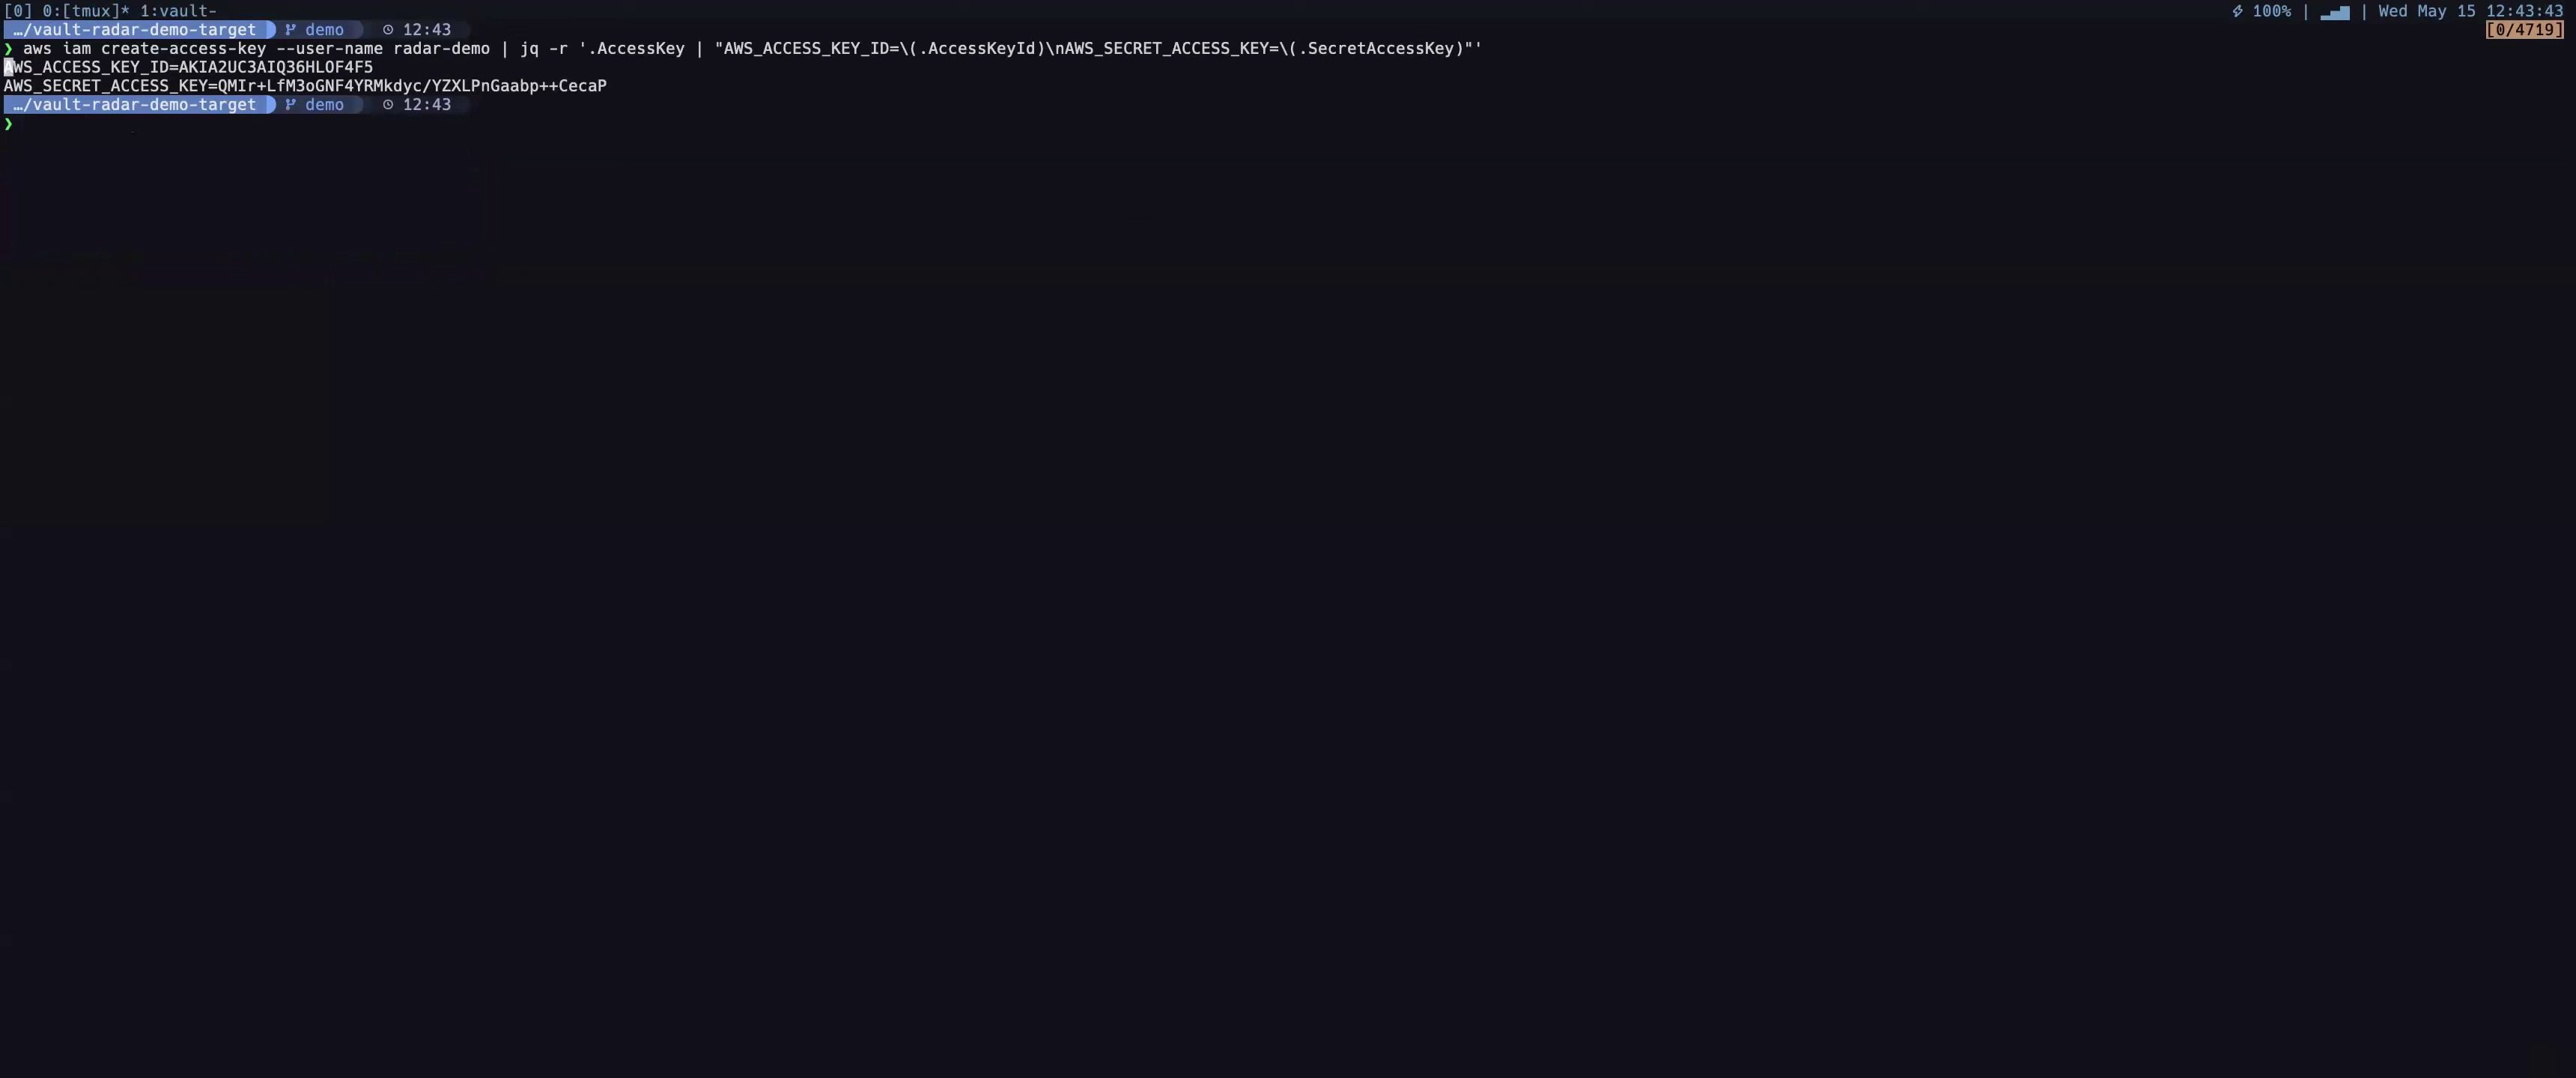 [0] 0:[tmux]* 1:vault- 100% | | Wed May 15 12:43:43
…/vault-radar-demo-target demo 12:43 [0/4719]
❯ aws iam create-access-key --user-name radar-demo | jq -r '.AccessKey | "AWS_ACCESS_KEY_ID=\(.AccessKeyId)\nAWS_SECRET_ACCESS_KEY=\(.SecretAccessKey)"'
AWS_ACCESS_KEY_ID=AKIA2UC3AIQ36HLOF4F5
AWS_SECRET_ACCESS_KEY=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
…/vault-radar-demo-target demo 12:43
❯